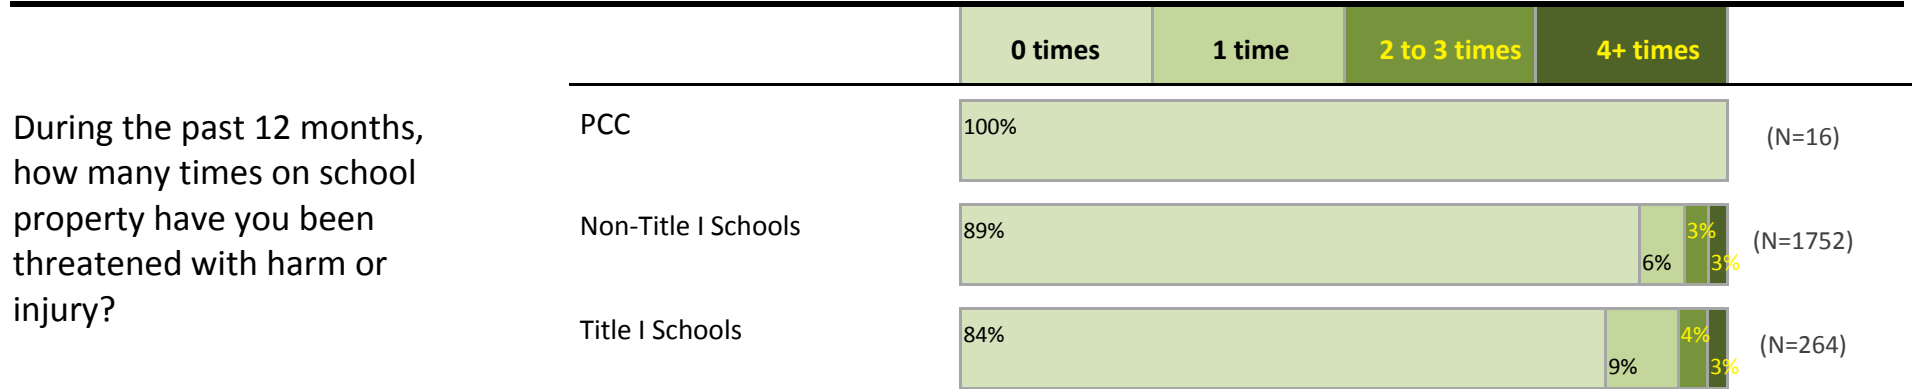 0 times 1 time 2 to 3 times 4+ times
During the past 12 months,
how many times on school
property have you been
threatened with harm or
injury?
PCC 100% (N=16)
Non-Title I Schools 89% 6% 3% 3% (N=1752)
Title I Schools 84% 9% 4% 3% (N=264)